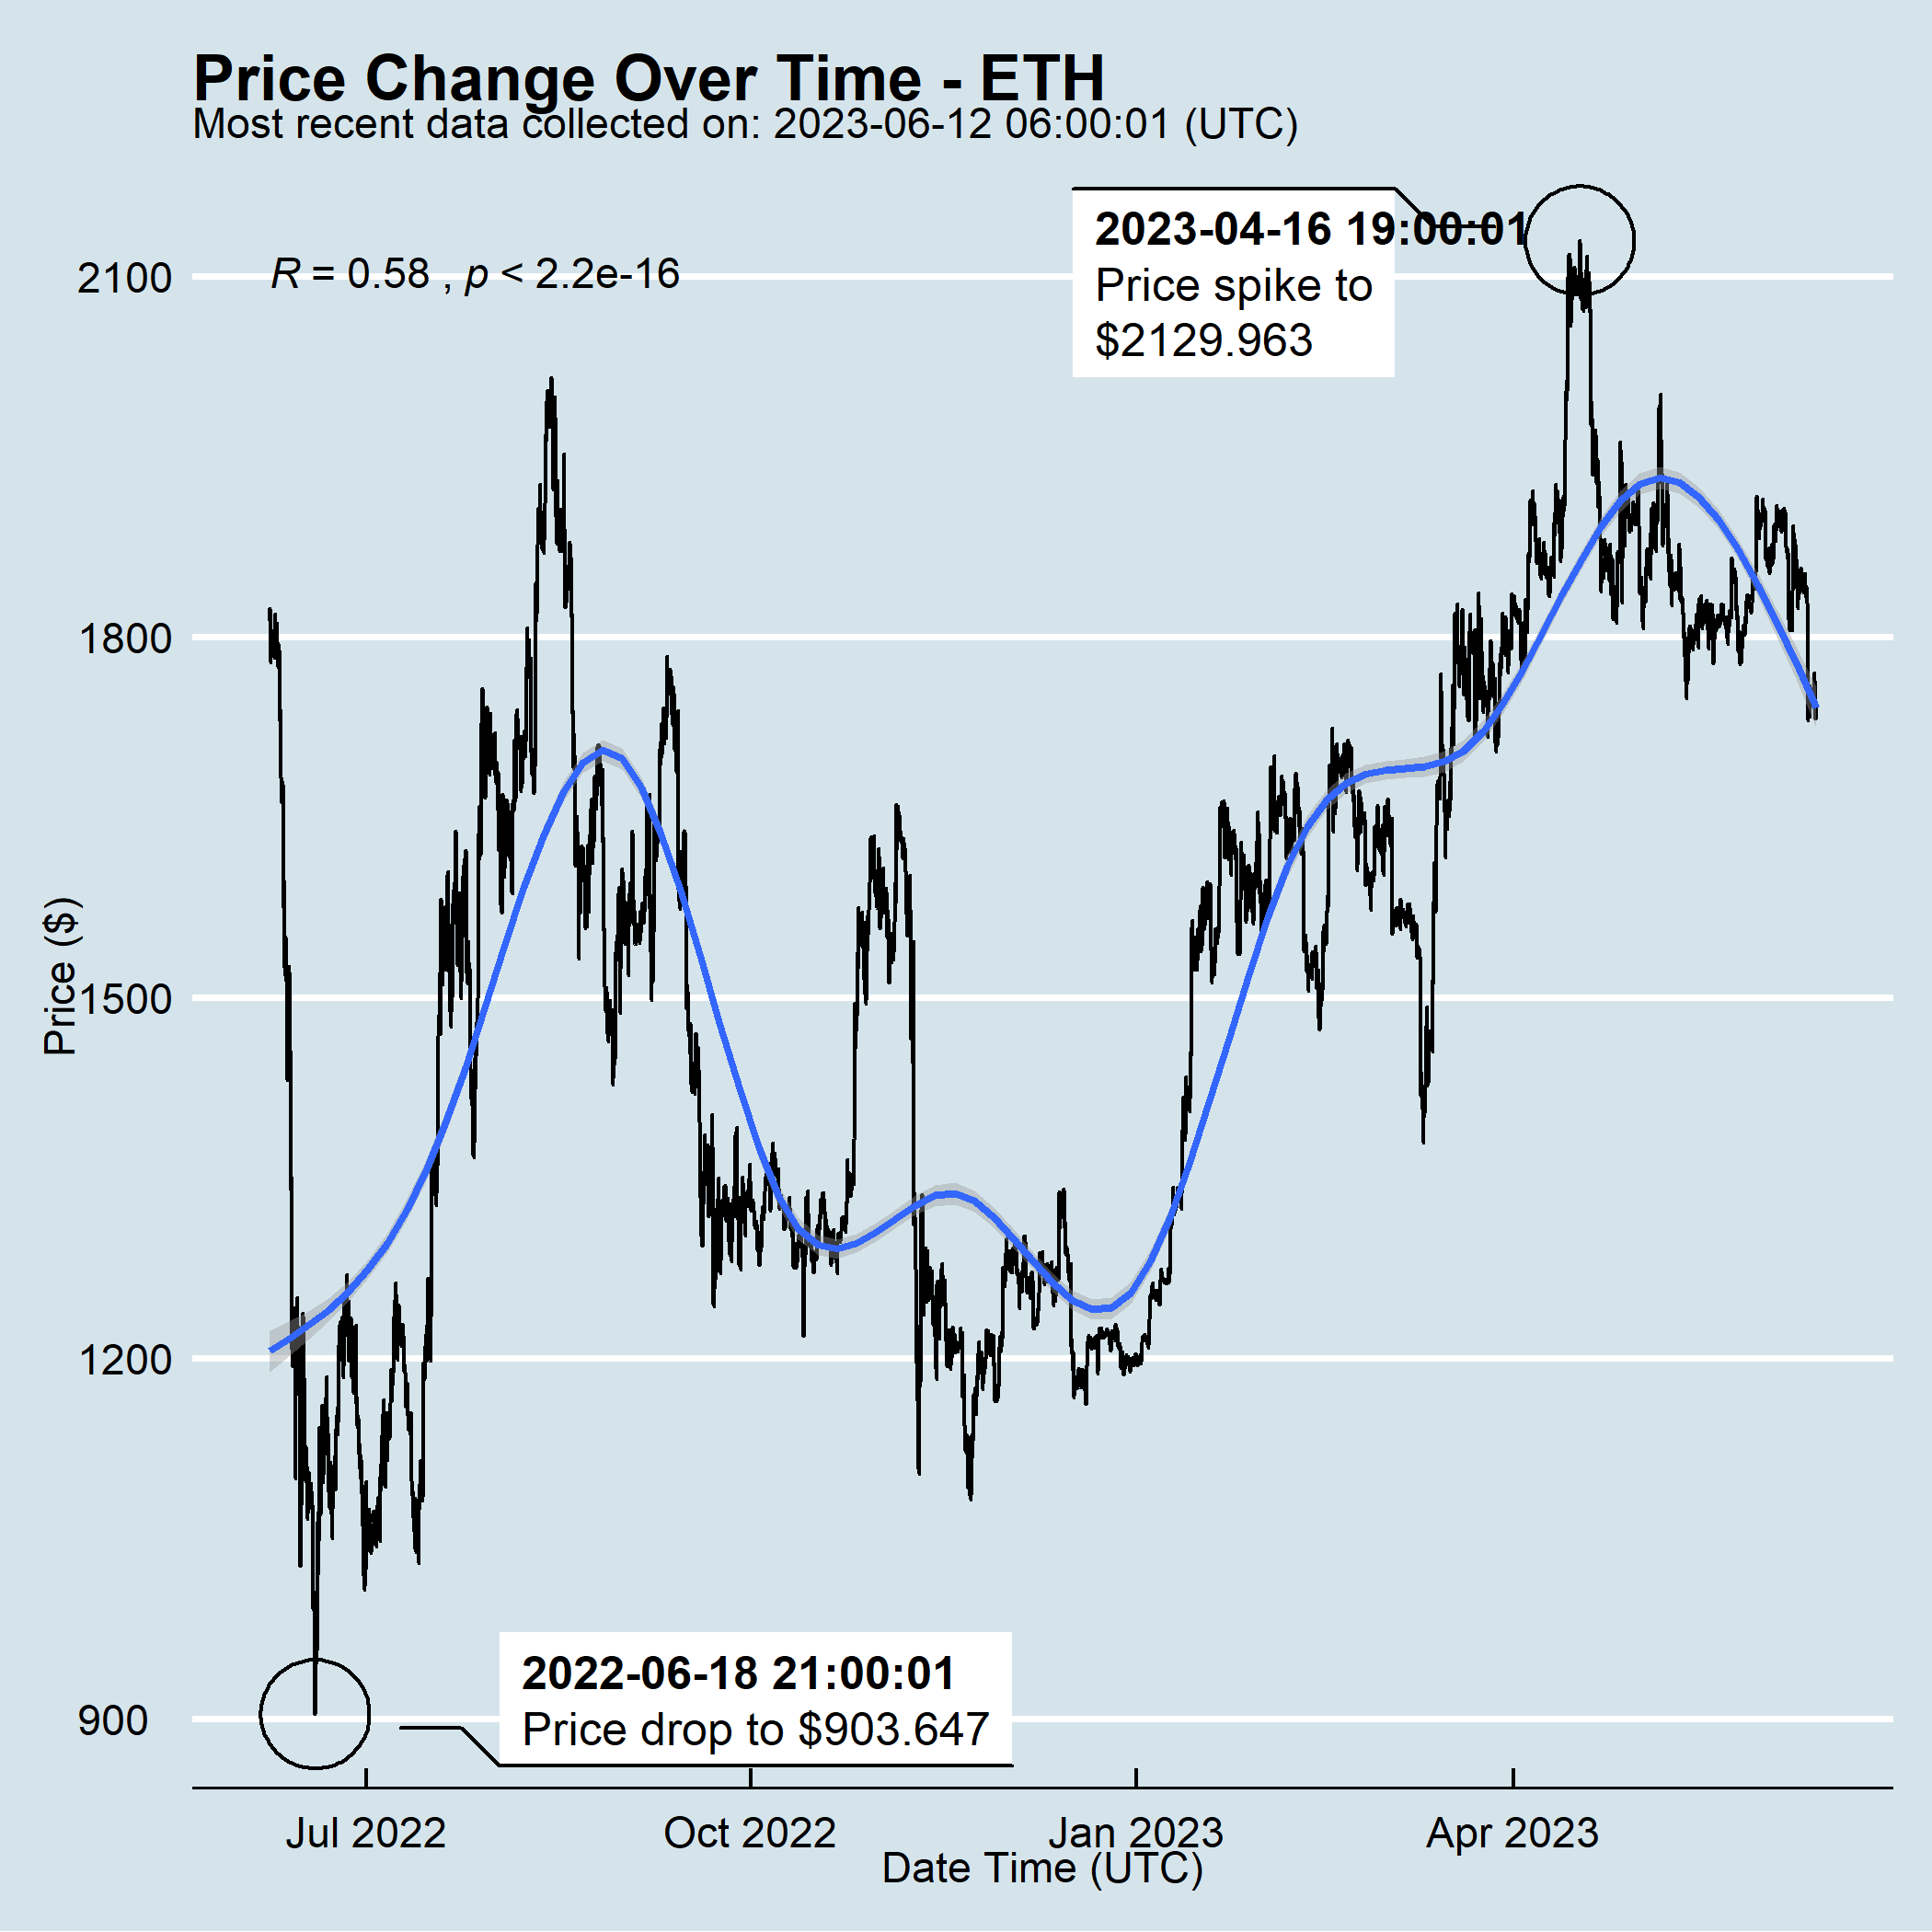 Price Change Over Time - ETH
Most recent data collected on: 2023-06-12 06:00:01 (UTC)
2023-04-16 19:00:01
Price spike to
$2129.963
R = 0.58 , p < 2.2e-16
2100
1800
1500
1200
900
Price ($)
2022-06-18 21:00:01
Price drop to $903.647
Jul 2022
Oct 2022
Jan 2023
Apr 2023
Date Time (UTC)